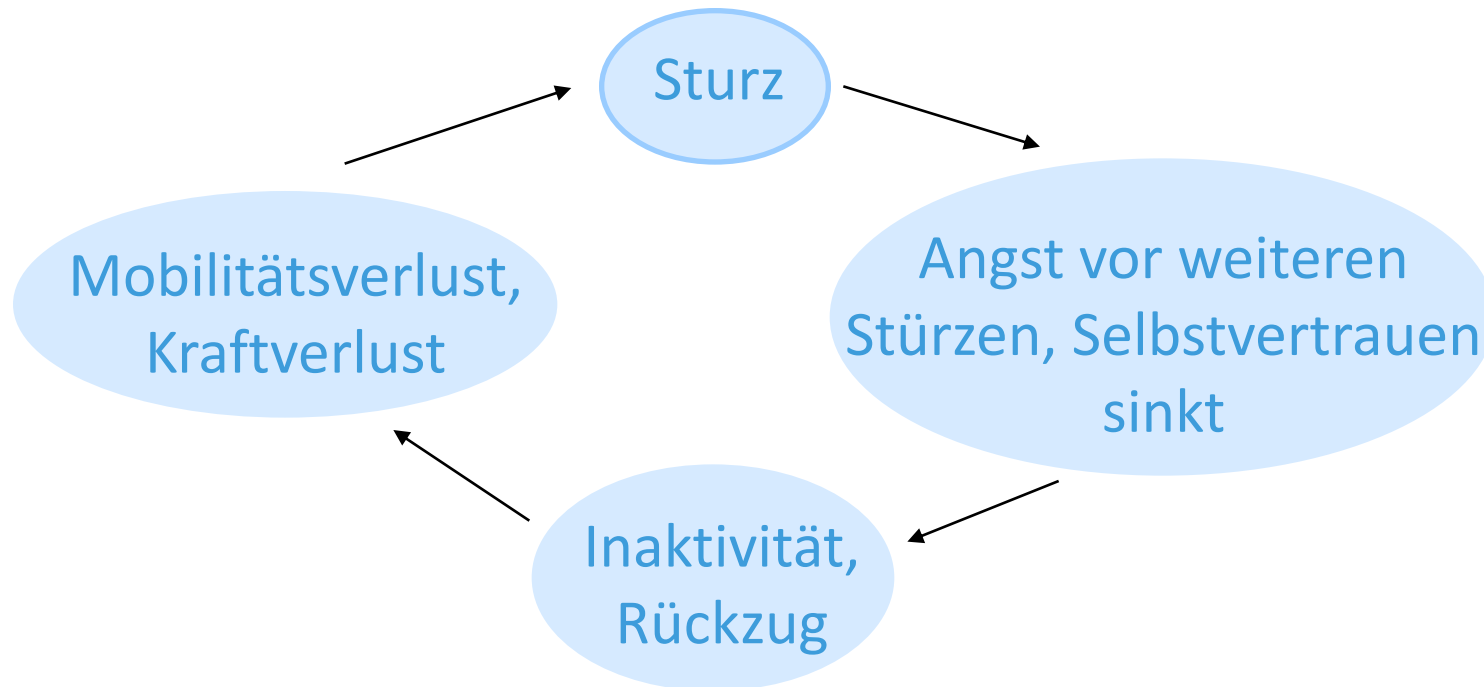 Sturz
Angst vor weiteren
Stürzen, Selbstvertrauen
sinkt
Inaktivität,
Rückzug
Mobilitätsverlust,
Kraftverlust